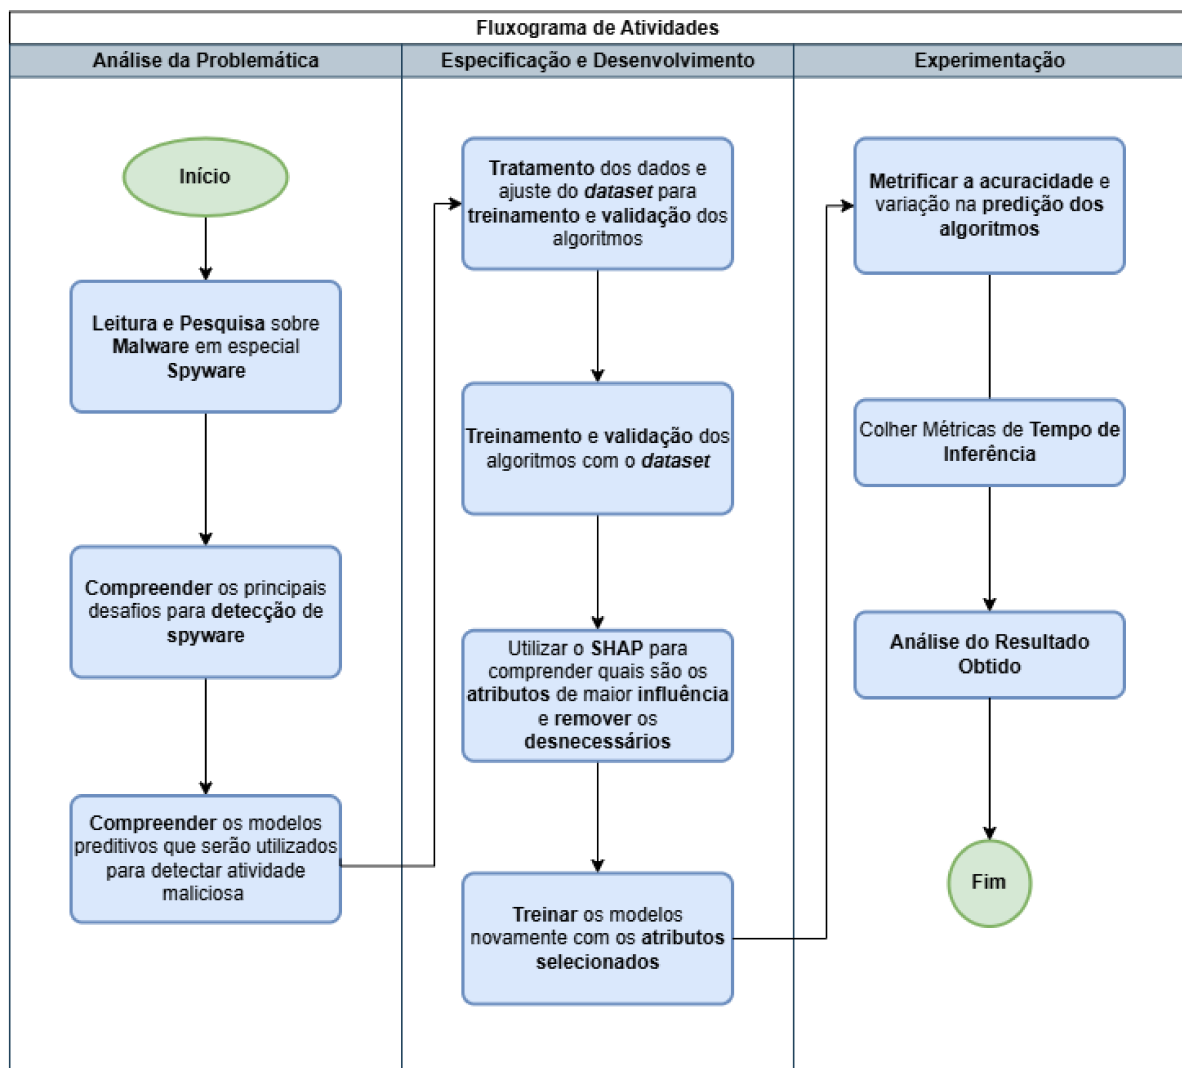 Fluxograma de Atividades
Análise da Problemática
Especificação e Desenvolvimento
Experimentação
Início
Leitura e Pesquisa sobre
Malware em especial
Spyware
Compreender os principais
desafios para detecção de
spyware
Compreender os modelos
preditivos que serão utilizados
para detectar atividade
maliciosa
Tratamento dos dados e
ajuste do dataset para
treinamento e validação dos
algoritmos
Treinamento e validação dos
algoritmos com o dataset
Utilizar o SHAP para
comprender quais são os
atributos de maior influência
e remover os
desnecessários
Treinar os modelos
novamente com os atributos
selecionados
Metrificar a acuracidade e
variação na predição dos
algoritmos
Colher Métricas de Tempo de
Inferência
Análise do Resultado
Obtido
Fim